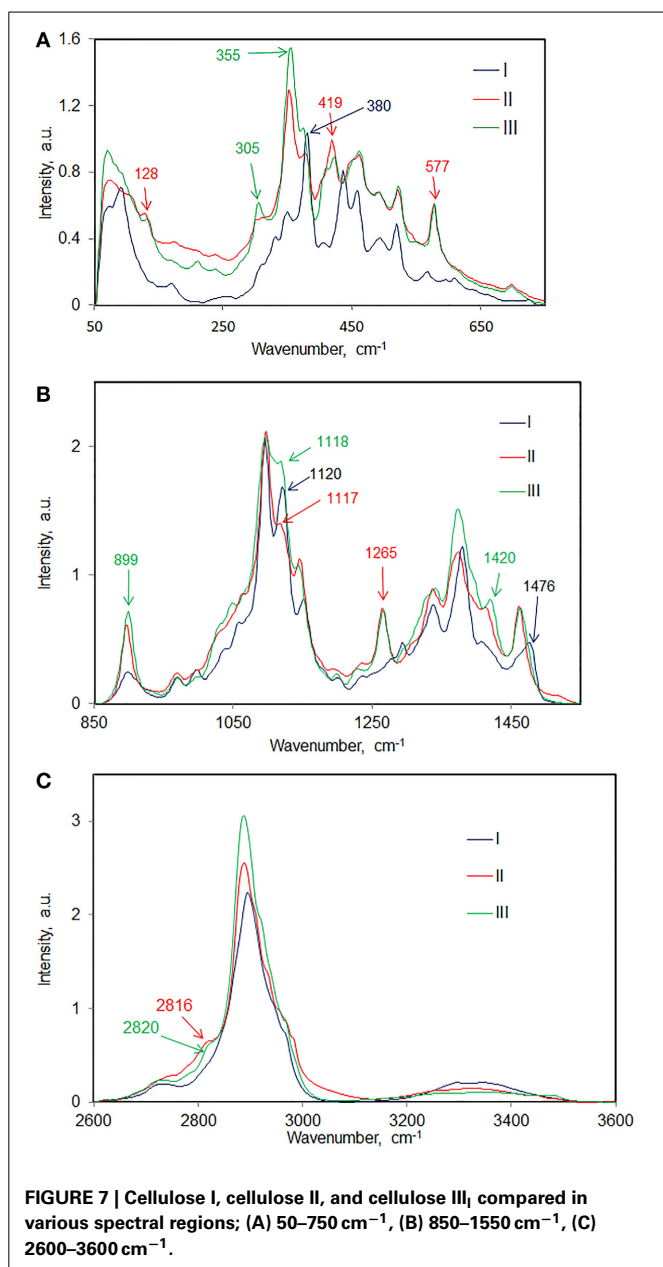 A
1.6
1.2
0.8
0.4
0
Intensity, a.u.
355
305
128
419
380
577
I
II
III
50
250
450
650
Wavenumber, cm⁻¹
B
2
1
0
Intensity, a.u.
899
1118
1120
1117
1265
1420
1476
I
II
III
850
1050
1250
1450
Wavenumber, cm⁻¹
C
4
3
2
1
0
Intensity, a.u.
2816
2820
I
II
III
2600
2800
3000
3200
3400
3600
Wavenumber, cm⁻¹
FIGURE 7 | Cellulose I, cellulose II, and cellulose IIII compared in
various spectral regions; (A) 50–750 cm⁻¹, (B) 850–1550 cm⁻¹, (C)
2600–3600 cm⁻¹.